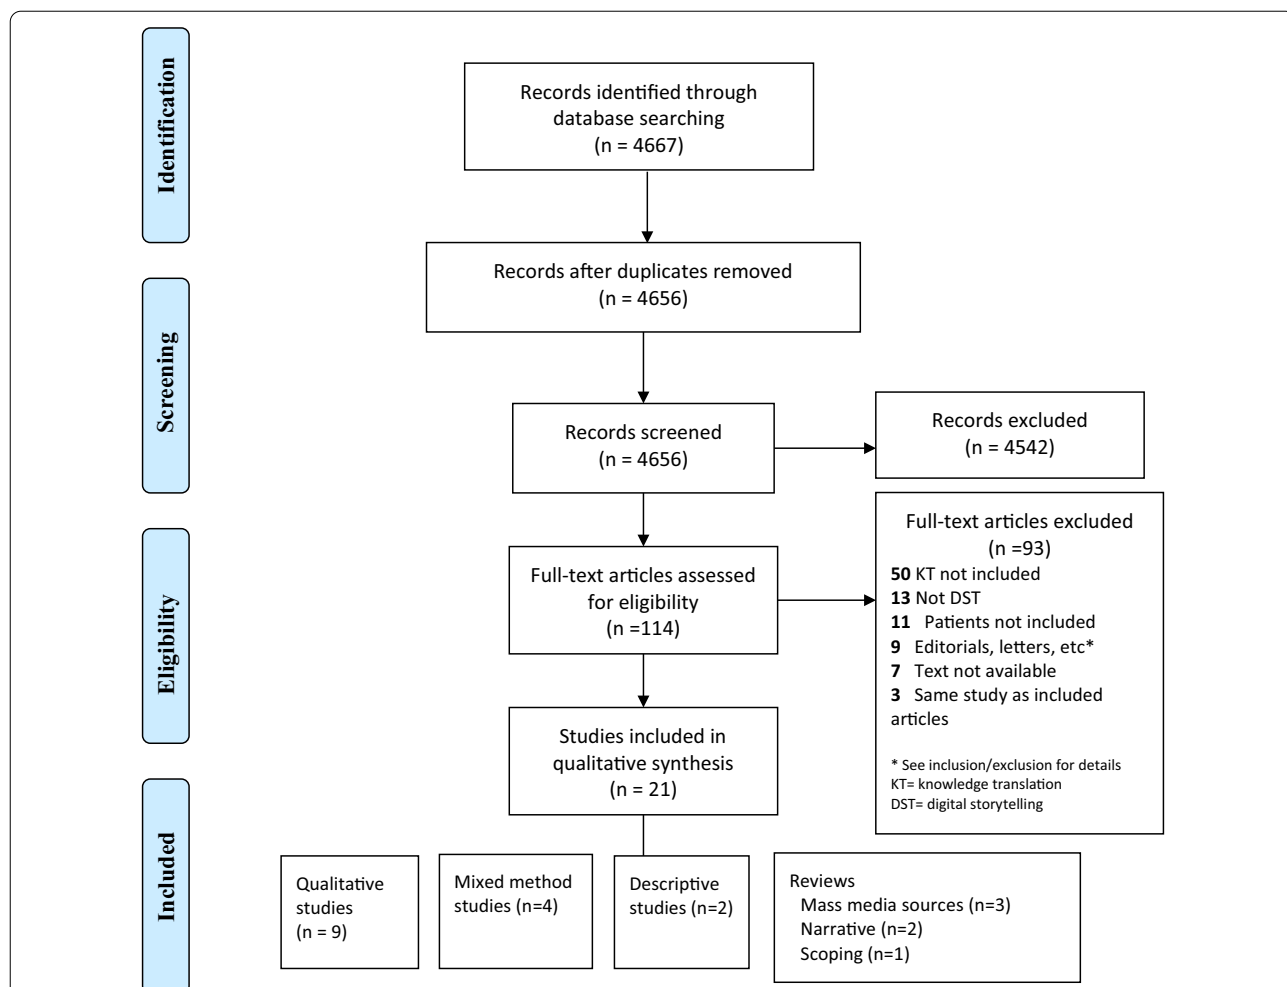 Identification
Records identified through
database searching
(n = 4667)
Records after duplicates removed
(n = 4656)
Screening
Records screened
(n = 4656)
Records excluded
(n = 4542)
Eligibility
Full-text articles assessed
for eligibility
(n =114)
Full-text articles excluded
(n =93)
50 KT not included
13 Not DST
11 Patients not included
9 Editorials, letters, etc*
7 Text not available
3 Same study as included
articles
* See inclusion/exclusion for details
KT= knowledge translation
DST= digital storytelling
Studies included in
qualitative synthesis
(n = 21)
Included
Qualitative
studies
(n = 9)
Mixed method
studies (n=4)
Descriptive
studies (n=2)
Reviews
Mass media sources (n=3)
Narrative (n=2)
Scoping (n=1)